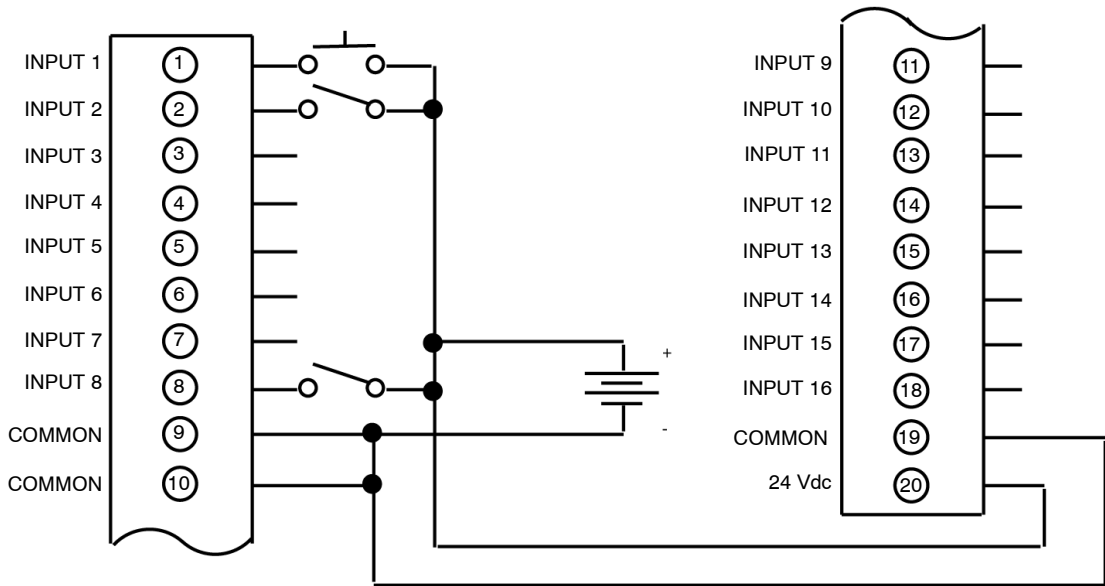 INPUT 1 1
INPUT 2 2
INPUT 3 3
INPUT 4 4
INPUT 5 5
INPUT 6 6
INPUT 7 7
INPUT 8 8
COMMON 9
COMMON 10
+
-
INPUT 9 11
INPUT 10 12
INPUT 11 13
INPUT 12 14
INPUT 13 15
INPUT 14 16
INPUT 15 17
INPUT 16 18
COMMON 19
24 Vdc 20